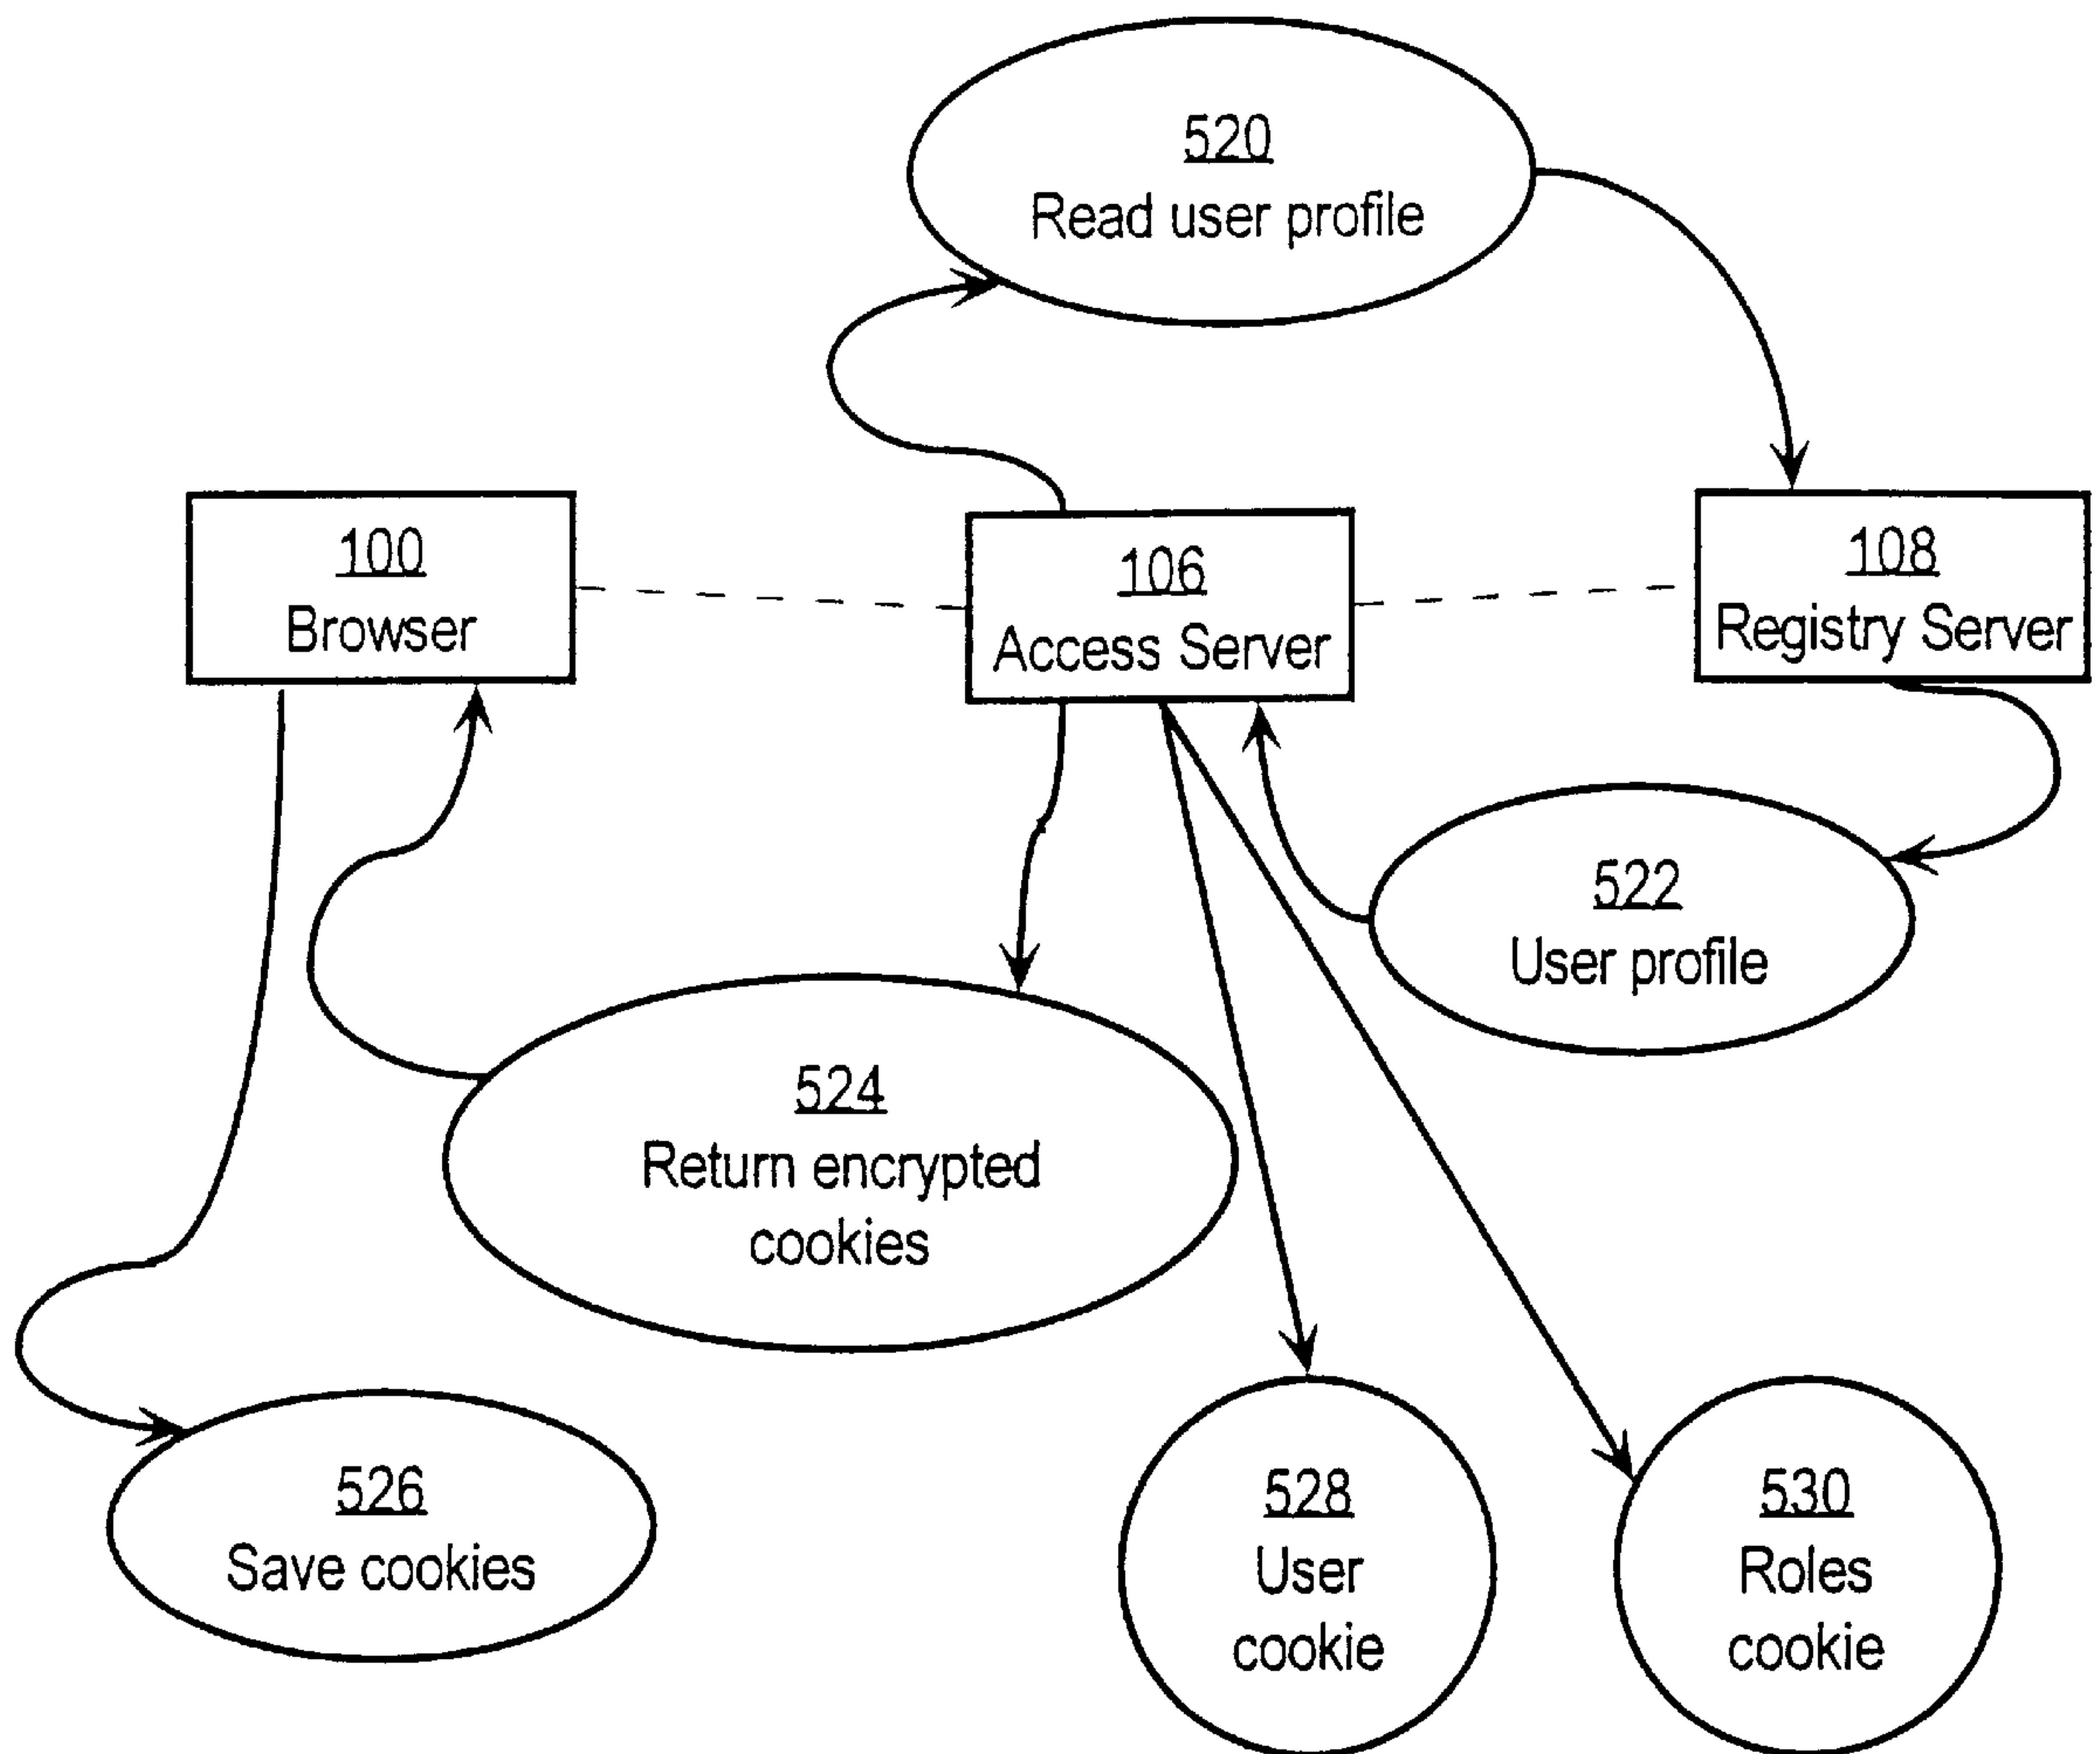 520
Read user profile
100
Browser
106
Access Server
108
Registry Server
522
User profile
524
Return encrypted
cookies
526
Save cookies
528
User
cookie
530
Roles
cookie